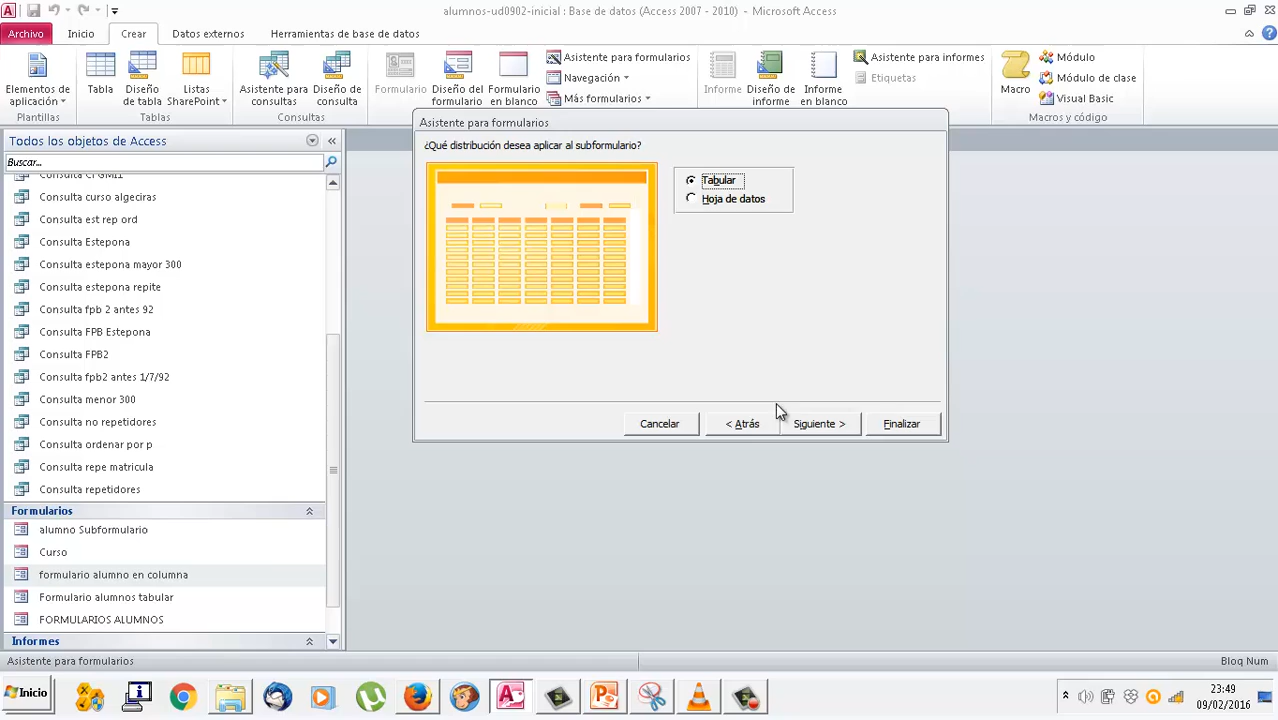 alumnos-ud0902-inicial : Base de datos (Access 2007 - 2010) - Microsoft Access
Archivo
Inicio
Crear
Datos externos
Herramientas de base de datos
Elementos de aplicación
Plantillas
Tabla
Diseño de tabla
Listas SharePoint
Tablas
Asistente para consultas
Diseño de consulta
Consultas
Formulario
Diseño del formulario
Formulario en blanco
Asistente para formularios
Navegación
Más formularios
Informe
Diseño de informe
Informe en blanco
Asistente para informes
Etiquetas
Macro
Módulo
Módulo de clase
Visual Basic
Macros y código
Todos los objetos de Access
Buscar...
Consulta curso algeciras
Consulta est rep ord
Consulta Estepona
Consulta estepona mayor 300
Consulta estepona repite
Consulta fpb 2 antes 92
Consulta FPB Estepona
Consulta FPB2
Consulta fpb2 antes 1/7/92
Consulta menor 300
Consulta no repetidores
Consulta ordenar por p
Consulta repe matricula
Consulta repetidores
Formularios
alumno Subformulario
Curso
formulario alumno en columna
Formulario alumnos tabular
FORMULARIOS ALUMNOS
Informes
Asistente para formularios
¿Qué distribución desea aplicar al subformulario?
Tabular
Hoja de datos
Cancelar
< Atrás
Siguiente >
Finalizar
Asistente para formularios
Bloq Num
Inicio
23:49
09/02/2016